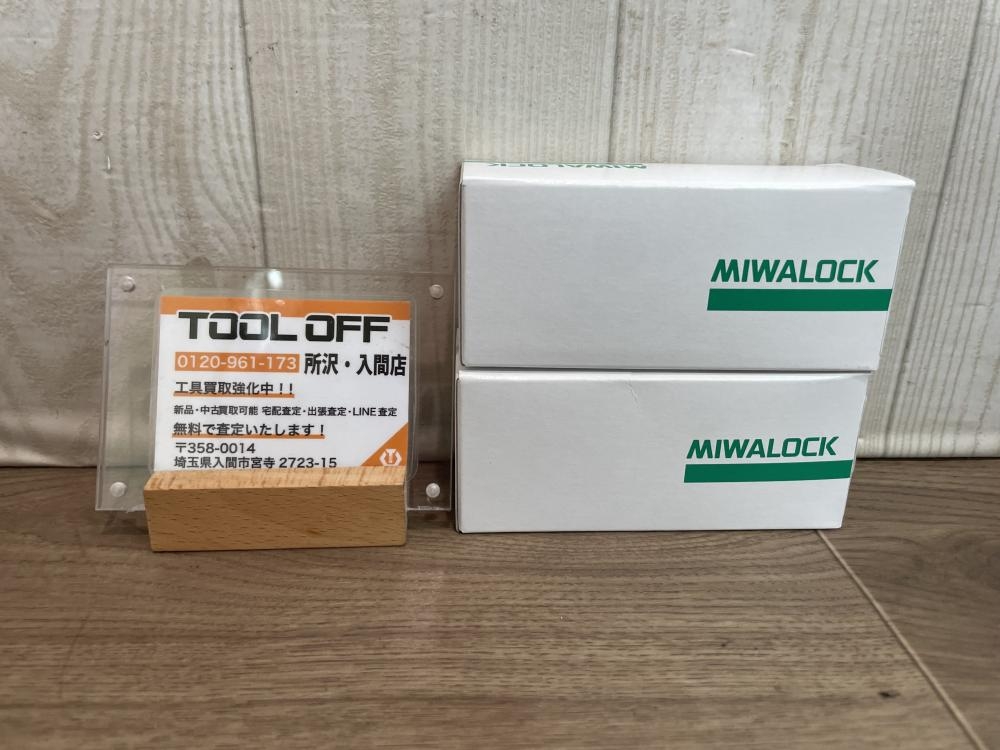 TOOL OFF
0120-961-173 所沢・入間店
工具買取強化中!!
新品・中古買取可能 宅配査定・出張査定・LINE査定
無料で査定いたします!
〒358-0014
埼玉県入間市宮寺 2723-15
MIWALOCK
MIWALOCK
MIWALOCK
MIWALOCK